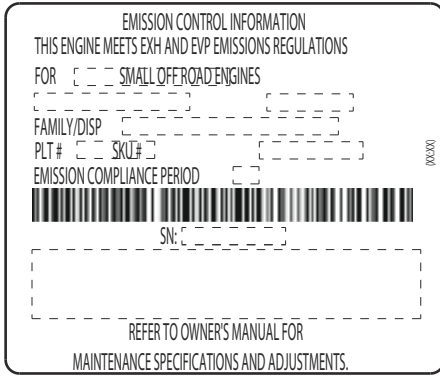 EMISSION CONTROL INFORMATION
THIS ENGINE MEETS EXH AND EVP EMISSIONS REGULATIONS
FOR SMALL OFF ROAD ENGINES
FAMILY/DISP
PLT # SKU #
EMISSION COMPLIANCE PERIOD
SN:
REFER TO OWNER'S MANUAL FOR
MAINTENANCE SPECIFICATIONS AND ADJUSTMENTS.
(XX:XX)